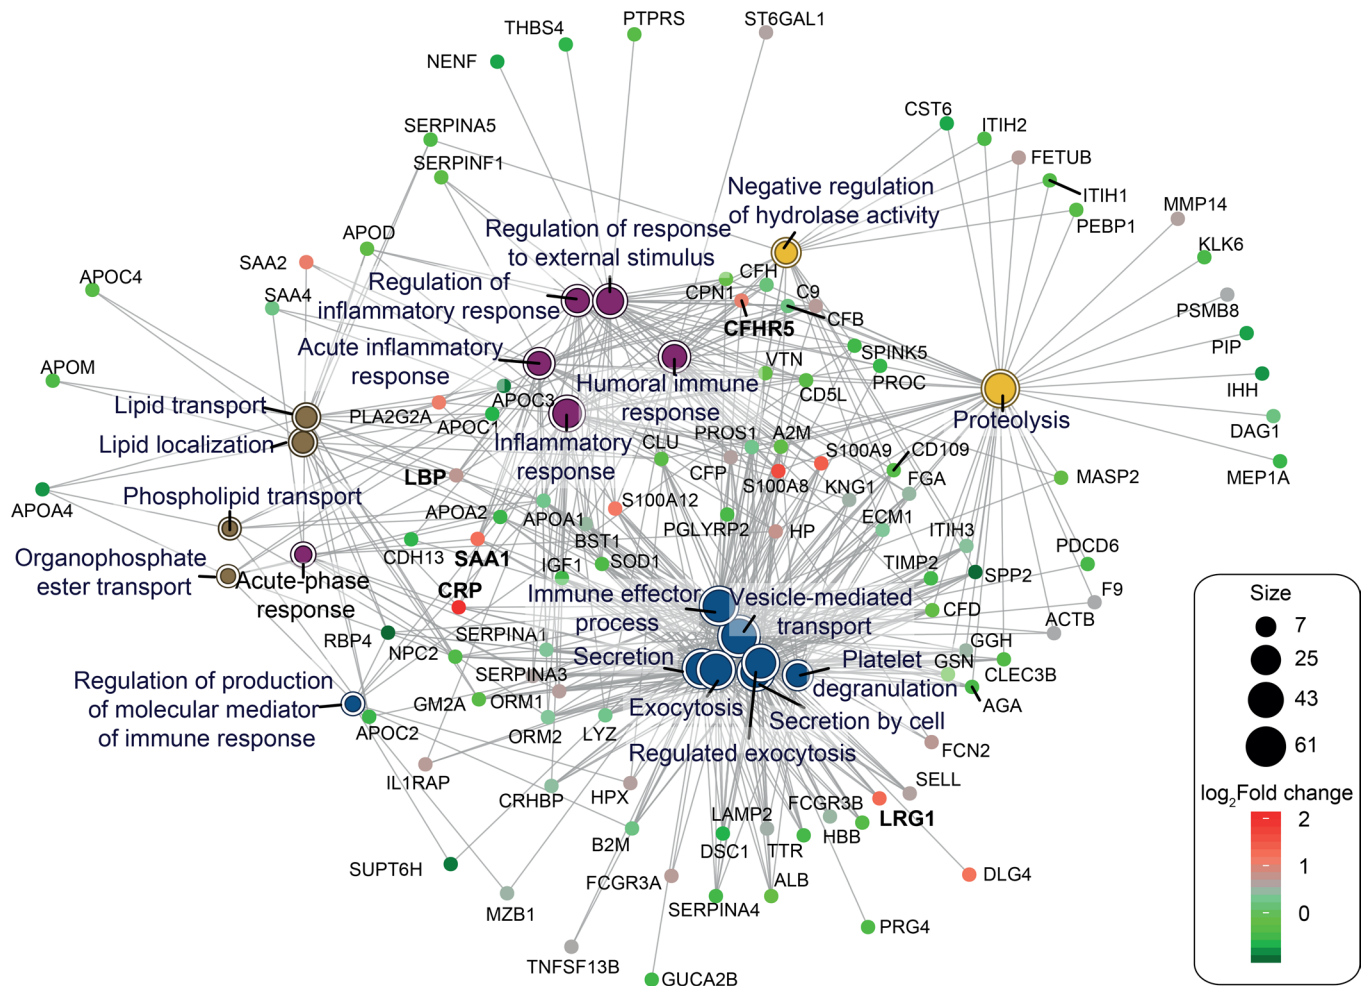 PTPRS
ST6GAL1
THBS4
NENF
CST6
ITIH2
SERPINA5
SERPINF1
FETUB
ITIH1
PEBP1
MMP14
Negative regulation
of hydrolase activity
KLK6
APOD
SAA2
APOC4
SAA4
Regulation of response
to external stimulus
Regulation of
inflammatory response
CFH
CPN1
C9
CFHR5
CFB
PSMB8
PIP
Acute inflammatory
response
Humoral immune
response
VTN
SPINK5
PROC
CD5L
APOM
IHH
Lipid transport
Lipid localization
PLA2G2A
APOC3
APOC1
Inflammatory
response
Proteolysis
DAG1
MEP1A
CLU
PROS1
A2M
CFP
S100A9
S100A8
CD109
FGA
KNG1
MASP2
LBP
Phospholipid transport
APOA4
APOA2
APOA1
S100A12
BST1
PGLYRP2
HP
ECM1
ITIH3
Organophosphate
ester transport
Acute-phase
response
CDH13
SAA1
IGF1
SOD1
TIMP2
SPP2
PDCD6
F9
CRP
Immune effector
process
Vesicle-mediated
transport
CFD
ACTB
RBP4
NPC2
SERPINA1
SERPINA3
Secretion
Platelet
degranulation
GGH
GSN
CLEC3B
AGA
Regulation of production
of molecular mediator
of immune response
GM2A
ORM1
ORM2
LYZ
Exocytosis
Secretion by cell
Regulated exocytosis
APOC2
IL1RAP
CRHBP
HPX
FCN2
SELL
LRG1
LAMP2
FCGR3B
HBB
B2M
DSC1
TTR
SUPT6H
FCGR3A
ALB
DLG4
MZB1
SERPINA4
PRG4
TNFSF13B
GUCA2B
Size
7
25
43
61
log2Fold change
2
1
0